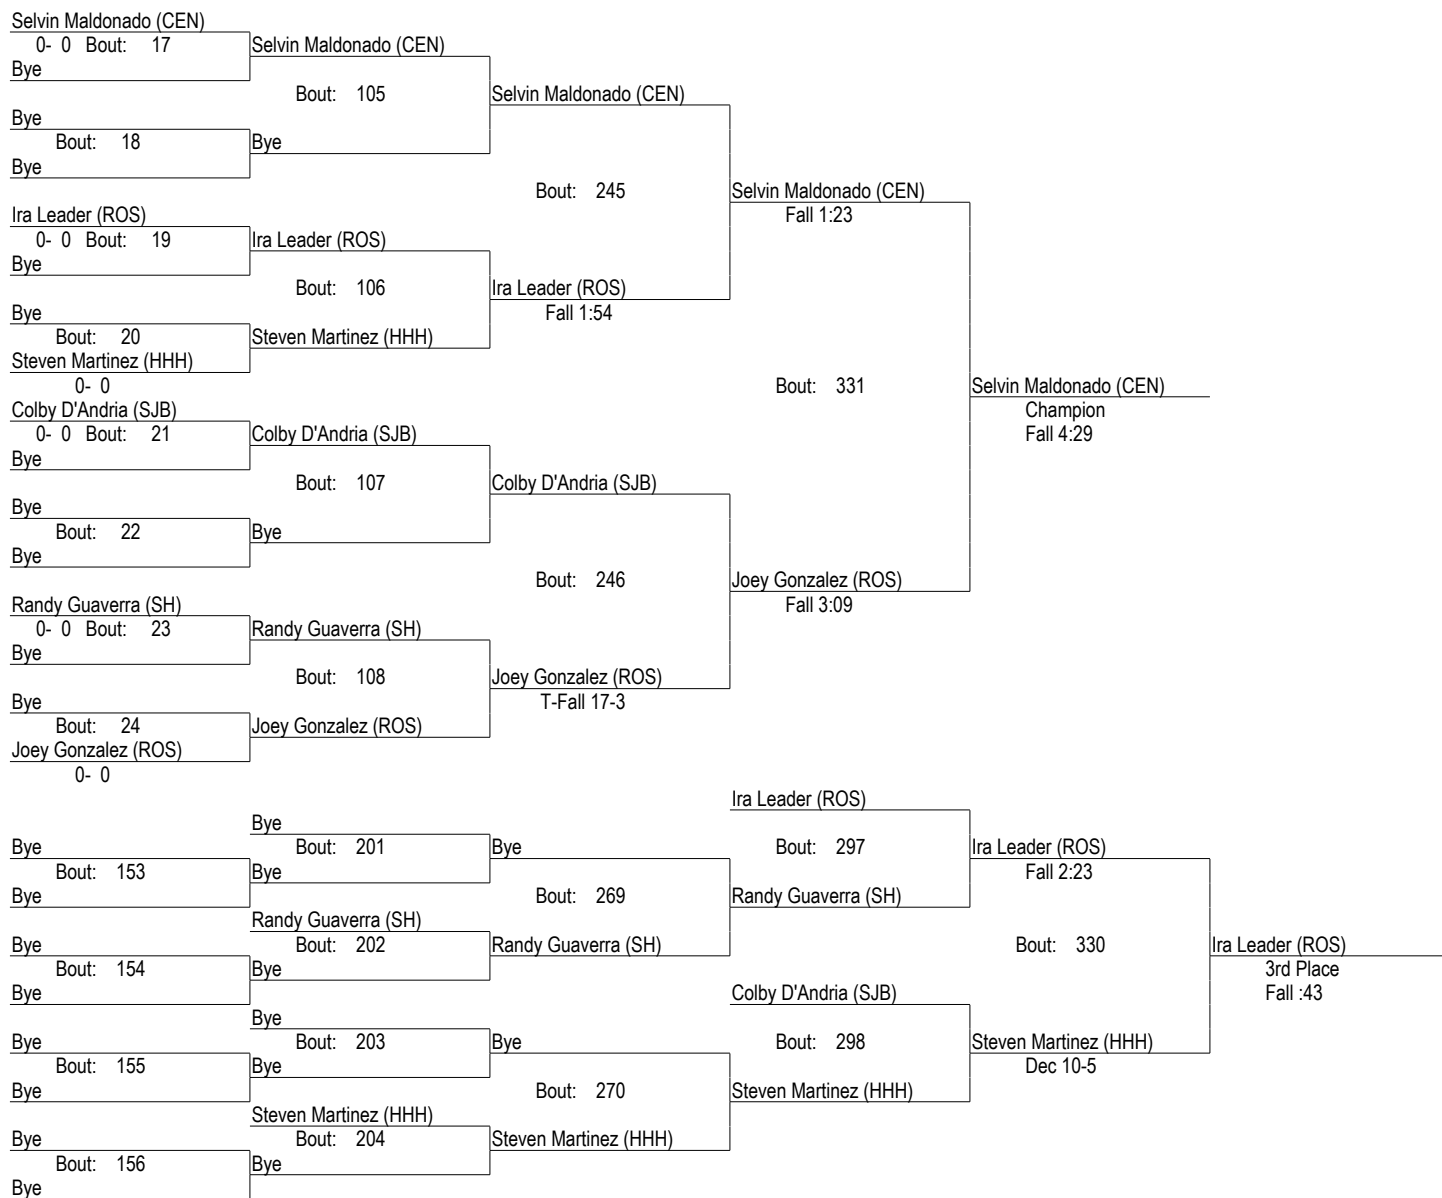 Selvin Maldonado (CEN)
0- 0 Bout: 17 Selvin Maldonado (CEN)
Bye
Bout: 105 Selvin Maldonado (CEN)
Bye
Bout: 18 Bye
Bye
Bout: 245 Selvin Maldonado (CEN)
Ira Leader (ROS) Fall 1:23
0- 0 Bout: 19 Ira Leader (ROS)
Bye
Bout: 106 Ira Leader (ROS)
Bye Fall 1:54
Bout: 20 Steven Martinez (HHH)
Steven Martinez (HHH)
0- 0 Bout: 331 Selvin Maldonado (CEN)
Colby D'Andria (SJB) Champion
0- 0 Bout: 21 Colby D'Andria (SJB) Fall 4:29
Bye
Bout: 107 Colby D'Andria (SJB)
Bye
Bout: 22 Bye
Bye
Bout: 246 Joey Gonzalez (ROS)
Randy Guaverra (SH) Fall 3:09
0- 0 Bout: 23 Randy Guaverra (SH)
Bye
Bout: 108 Joey Gonzalez (ROS)
Bye T-Fall 17-3
Bout: 24 Joey Gonzalez (ROS)
Joey Gonzalez (ROS)
0- 0
Ira Leader (ROS)
Bye
Bye Bout: 201 Bye Bout: 297 Ira Leader (ROS)
Bout: 153 Bye Fall 2:23
Bye Bout: 269 Randy Guaverra (SH)
Randy Guaverra (SH)
Bye Bout: 202 Randy Guaverra (SH) Bout: 330 Ira Leader (ROS)
Bout: 154 Bye 3rd Place
Bye Colby D'Andria (SJB) Fall :43
Bye
Bye Bout: 203 Bye Bout: 298 Steven Martinez (HHH)
Bout: 155 Bye Dec 10-5
Bye Bout: 270 Steven Martinez (HHH)
Steven Martinez (HHH)
Bye Bout: 204 Steven Martinez (HHH)
Bout: 156 Bye
Bye